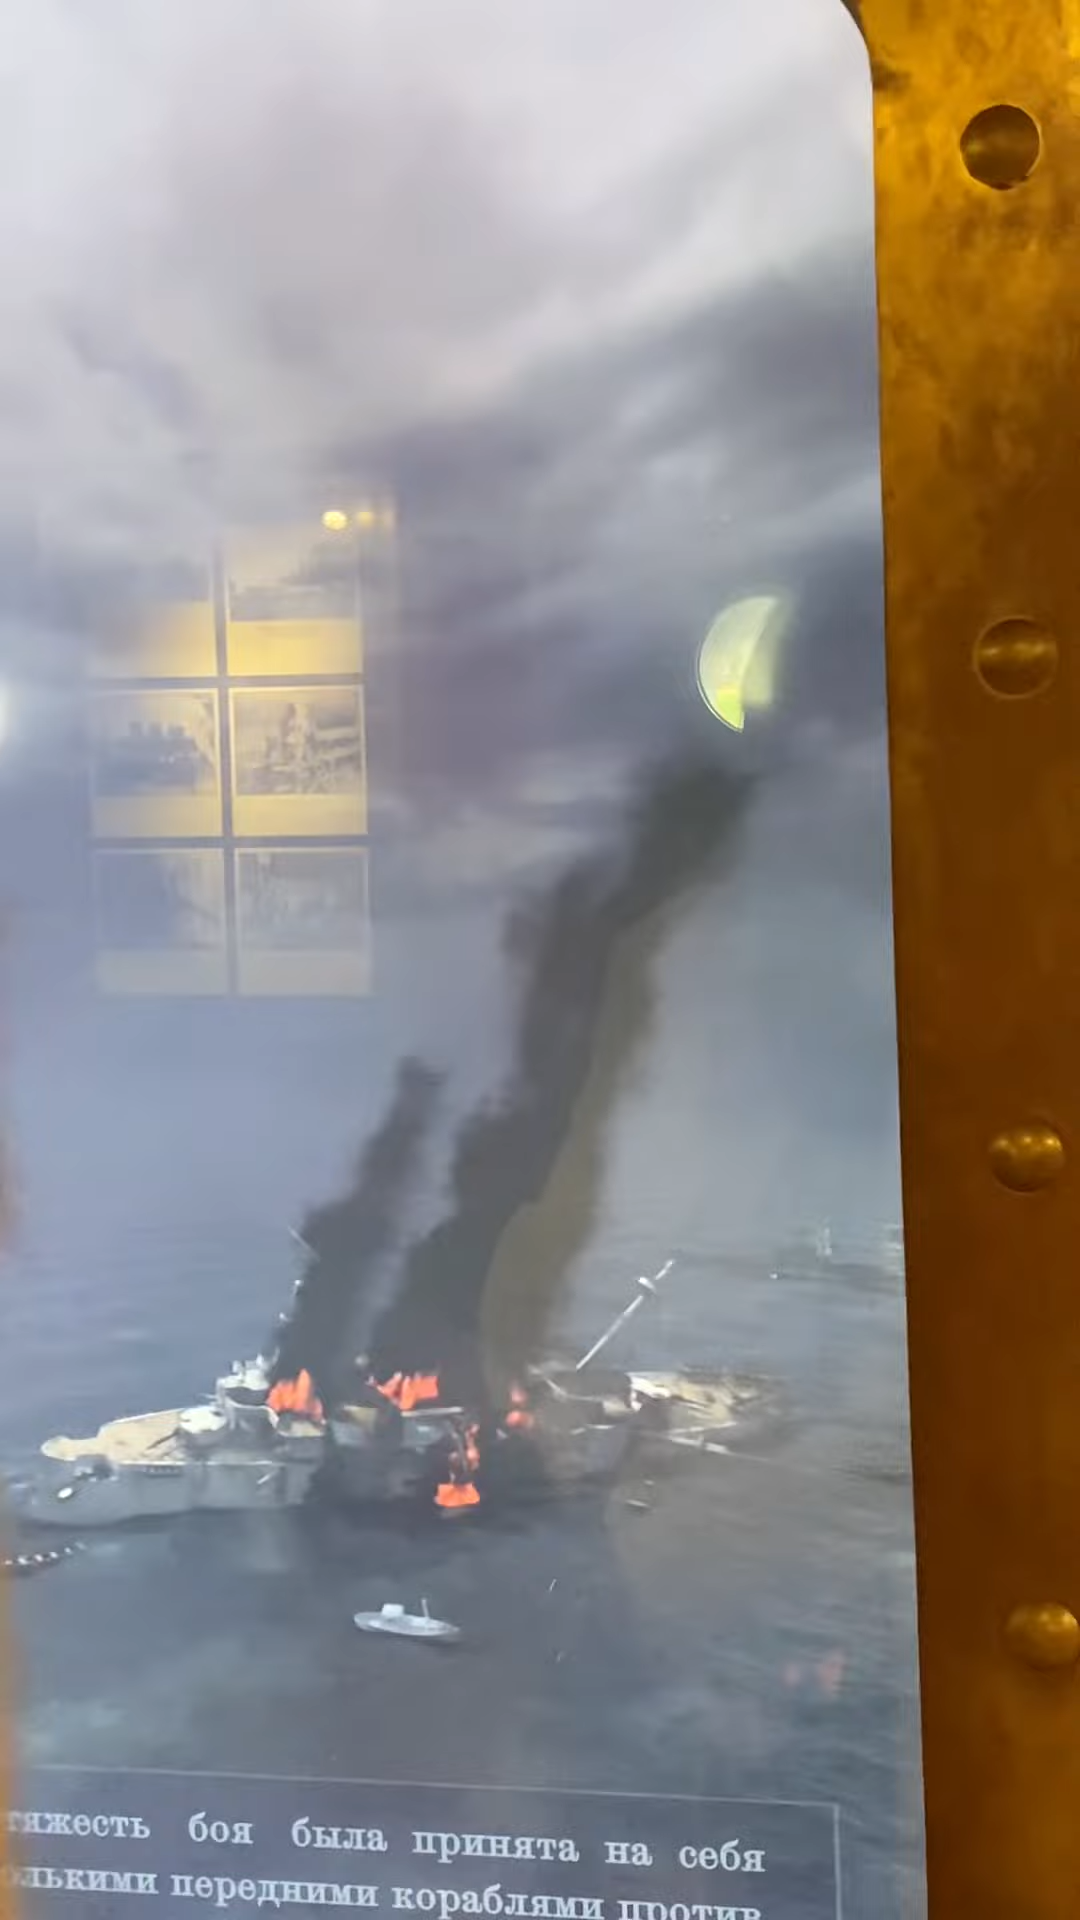 тяжесть боя была принята на себя
олькими передними кораблями против